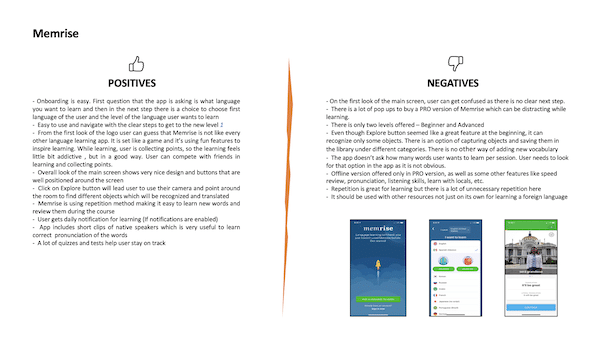 Memrise
POSITIVES
- Onboarding is easy. First question that the app is asking is what language
you want to learn and then in the next step there is a choice to choose first
language of the user and the level of the language user wants to learn
- Easy to use and navigate with the clear steps to get to the new level :)
- From the first look of the logo user can guess that Memrise is not like every
other language learning app. It is set like a game and it's using fun features to
inspire learning. While learning, user is collecting points, so the learning feels
little bit addictive , but in a good way. User can compete with friends in
learning and collecting points.
- Overall look of the main screen shows very nice design and buttons that are
well positioned around the screen
- Click on Explore button will lead user to use their camera and point around
the room to find different objects which will be recognized and translated
- Memrise is using repetition method making it easy to learn new words and
review them during the course
- User gets daily notification for learning (If notifications are enabled)
- App includes short clips of native speakers which is very useful to learn
correct pronunciation of the words
- A lot of quizzes and tests help user stay on track
NEGATIVES
- On the first look of the main screen, user can get confused as there is no clear next step.
- There is a lot of pop ups to buy a PRO version of Memrise which can be distracting while
learning.
- There is only two levels offered – Beginner and Advanced
- Even though Explore button seemed like a great feature at the beginning, it can
recognize only some objects. There is an option of capturing objects and saving them in
the library under different categories. There is no other way of adding new vocabulary
- The app doesn't ask how many words user wants to learn per session. User needs to look
for that option in the app as it is not obvious.
- Offline version offered only in PRO version, as well as some other features like speed
review, pronunciation, listening skills, learn with locals, etc.
- Repetition is great for learning but there is a lot of unnecessary repetition here
- It should be used with other resources not just on its own for learning a foreign language
memrise